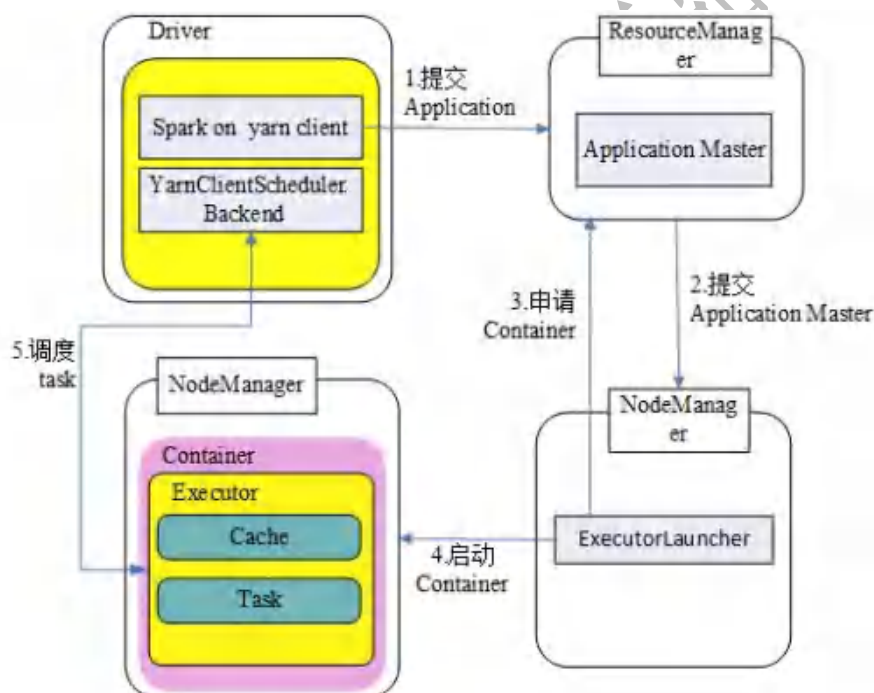 Driver
Spark on yarn client
YarnClientScheduler
Backend
1.提交
Application
ResourceManag
er
Application Master
3.申请
Container
2.提交
Application Master
5.调度
task
NodeManager
Container
Executor
Cache
Task
4.启动
Container
NodeManag
er
ExecutorLauncher